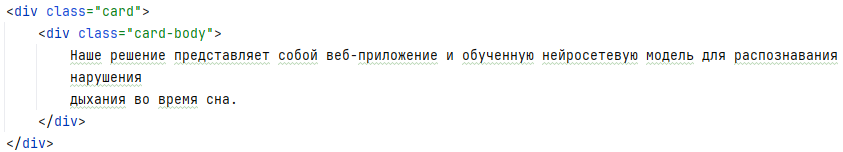 <div class="card">
<div class="card-body">
Наше решение представляет собой веб-приложение и обученную нейросетевую модель для распознавания
нарушения
дыхания во время сна.
</div>
</div>